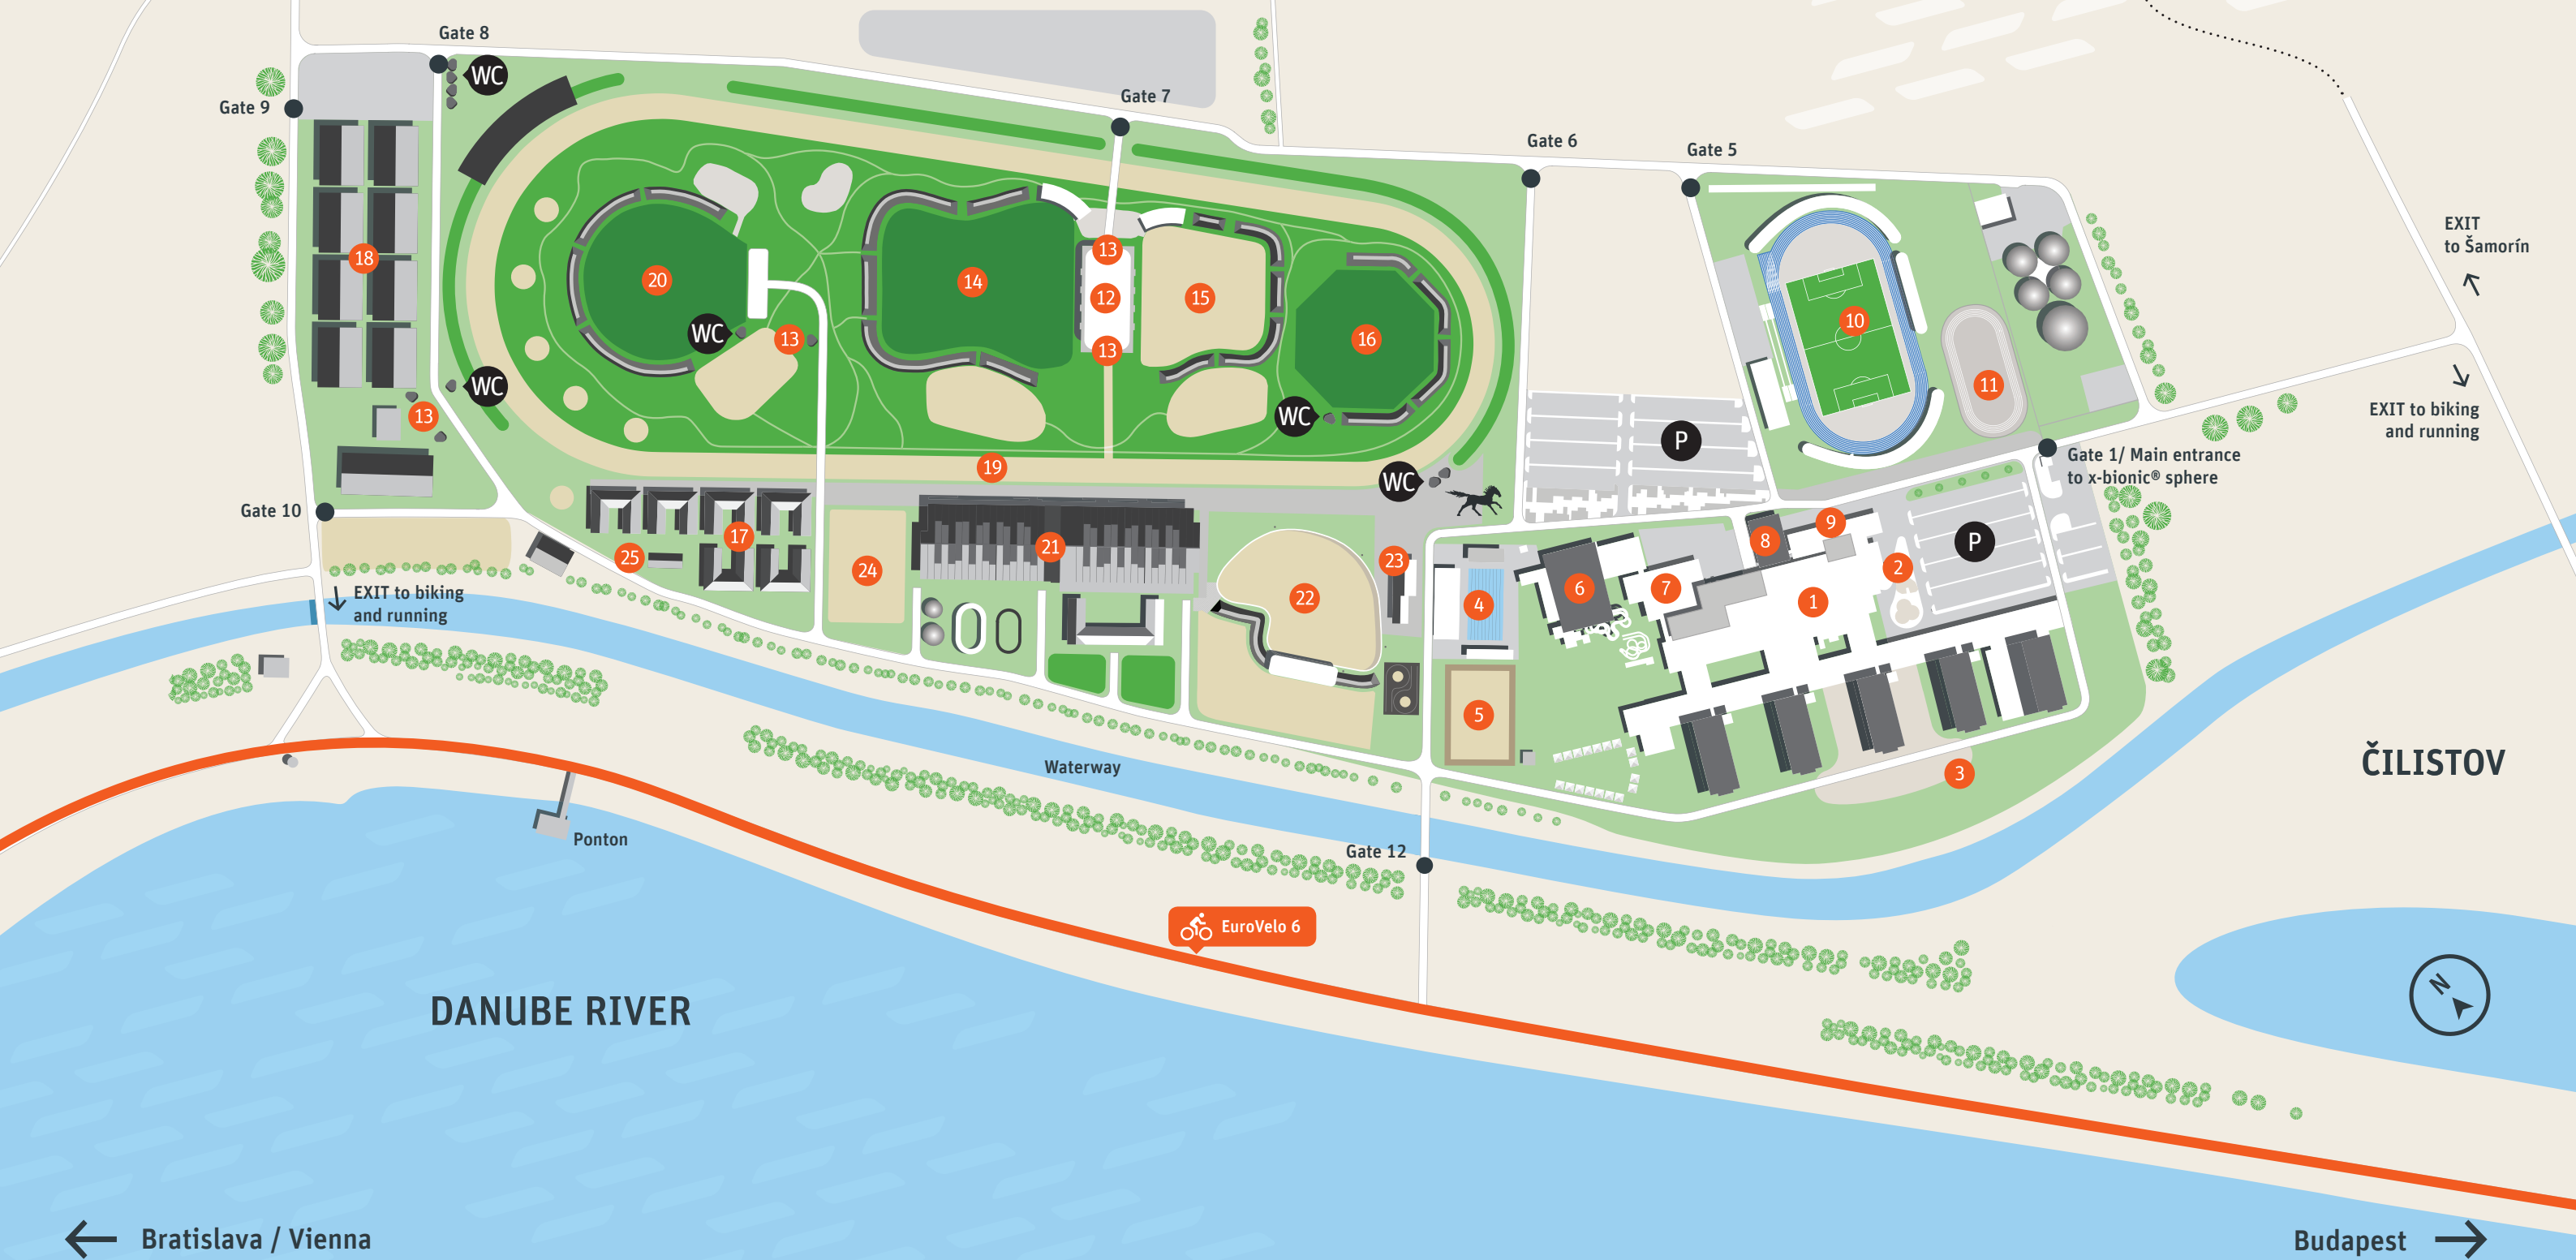 Gate 8
WC
Gate 9
Gate 7
Gate 6
Gate 5
EXIT
to Šamorín
18
20
14
13
12
15
13
16
10
11
WC
13
WC
13
WC
P
EXIT to biking
and running
Gate 1/ Main entrance
to x-bionic® sphere
19
WC
Gate 10
17
25
21
24
22
23
4
6
7
8
9
2
P
1
5
3
EXIT to biking
and running
Waterway
ČILISTOV
Ponton
Gate 12
EuroVelo 6
DANUBE RIVER
N
Bratislava / Vienna
Budapest